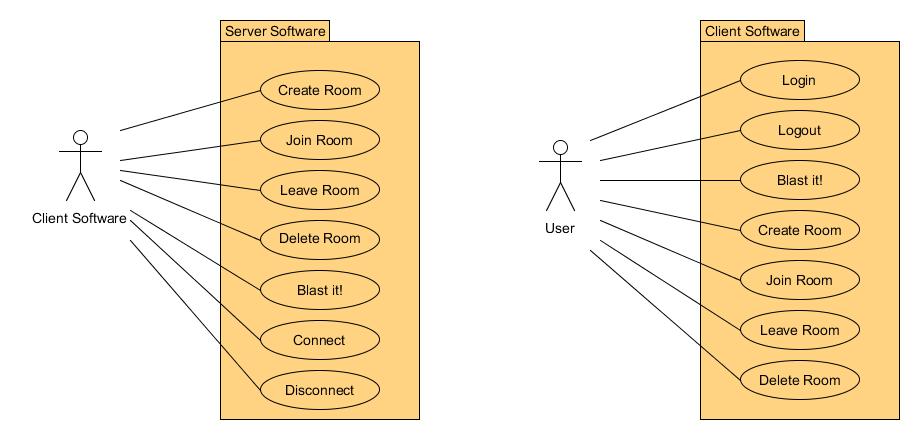 Server Software
Create Room
Join Room
Leave Room
Delete Room
Blast it!
Connect
Disconnect
Client Software
Client Software
Login
Logout
Blast it!
Create Room
Join Room
Leave Room
Delete Room
User